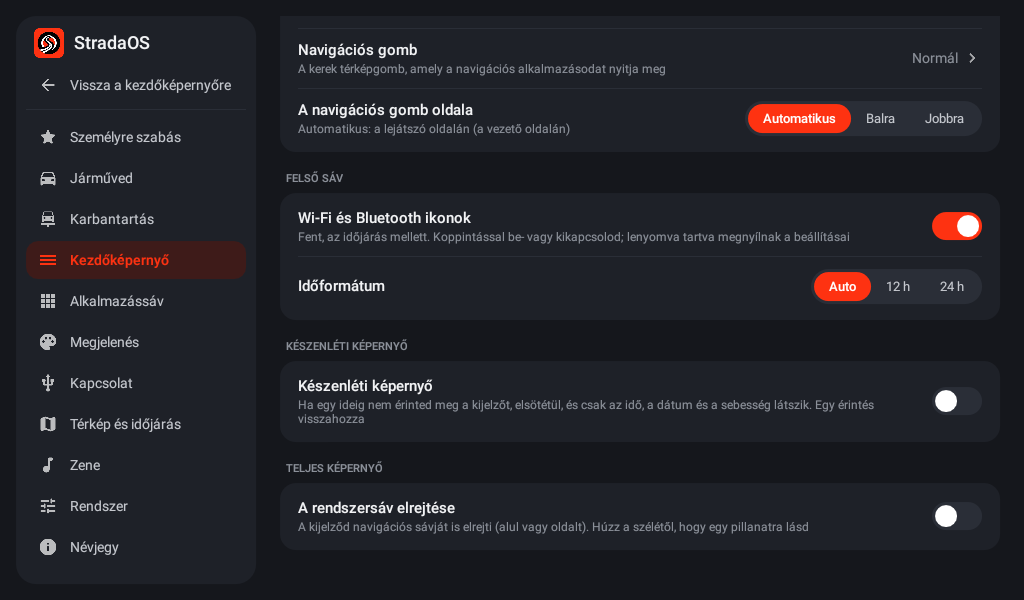 StradaOS
Vissza a kezdőképernyőre
Személyre szabás
Járműved
Karbantartás
Kezdőképernyő
Alkalmazássáv
Megjelenés
Kapcsolat
Térkép és időjárás
Zene
Rendszer
Névjegy
Navigációs gomb
A kerek térképgomb, amely a navigációs alkalmazásodat nyitja meg
Normál
A navigációs gomb oldala
Automatikus: a lejátszó oldalán (a vezető oldalán)
Automatikus Balra Jobbra
FELSŐ SÁV
Wi-Fi és Bluetooth ikonok
Fent, az időjárás mellett. Koppintással be- vagy kikapcsolod; lenyomva tartva megnyílnak a beállításai
Időformátum
Auto 12 h 24 h
KÉSZENLÉTI KÉPERNYŐ
Készenléti képernyő
Ha egy ideig nem érinted meg a kijelzőt, elsötétül, és csak az idő, a dátum és a sebesség látszik. Egy érintés
visszahozza
TELJES KÉPERNYŐ
A rendszersáv elrejtése
A kijelződ navigációs sávját is elrejti (alul vagy oldalt). Húzz a szélétől, hogy egy pillanatra lásd